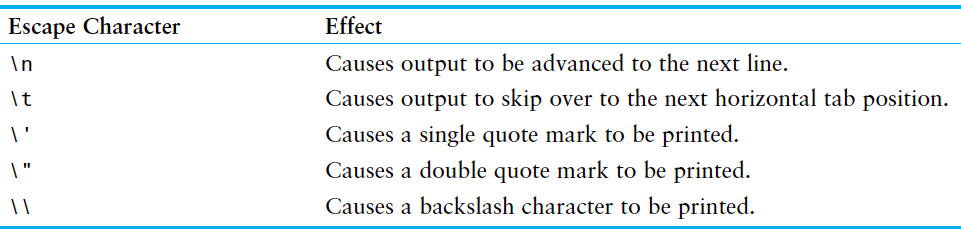 Escape Character Effect
\n Causes output to be advanced to the next line.
\t Causes output to skip over to the next horizontal tab position.
\' Causes a single quote mark to be printed.
\" Causes a double quote mark to be printed.
\\ Causes a backslash character to be printed.